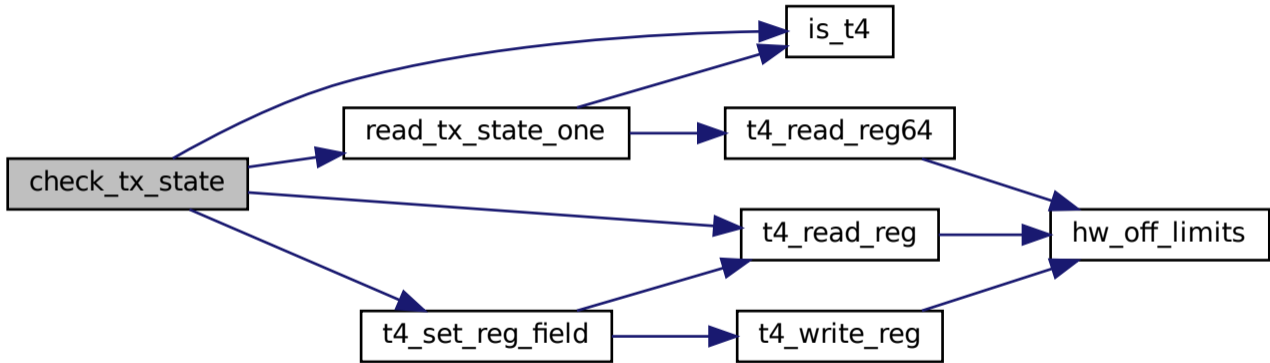 is_t4
read_tx_state_one
t4_read_reg64
check_tx_state
t4_read_reg
hw_off_limits
t4_set_reg_field
t4_write_reg